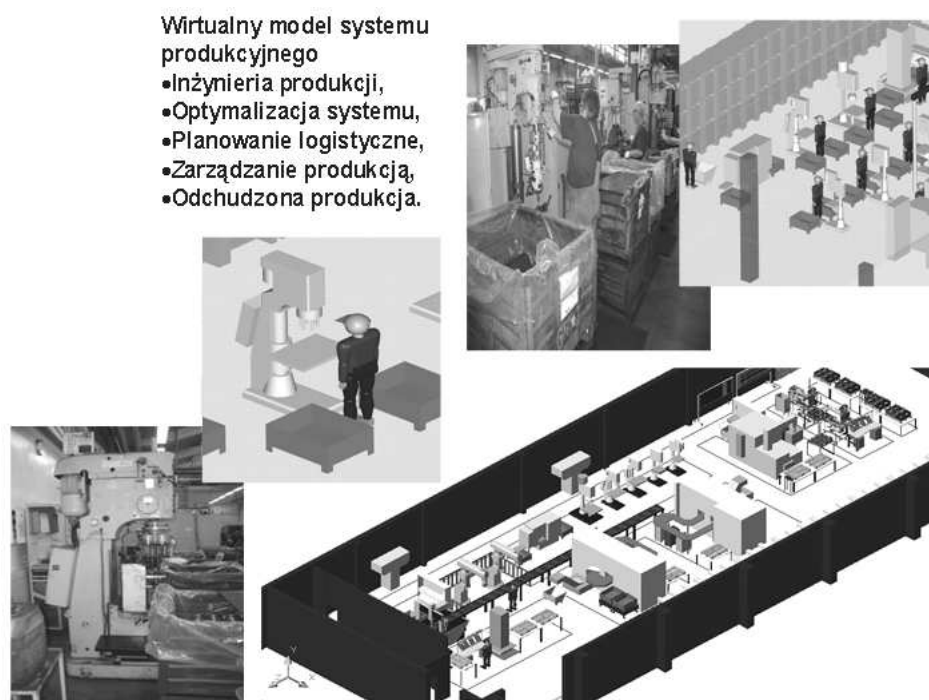 Wirtualny model systemu
produkcyjnego
•Inżynieria produkcji,
•Optymalizacja systemu,
•Planowanie logistyczne,
•Zarządzanie produkcją,
•Odchudzona produkcja.
Y
Z X